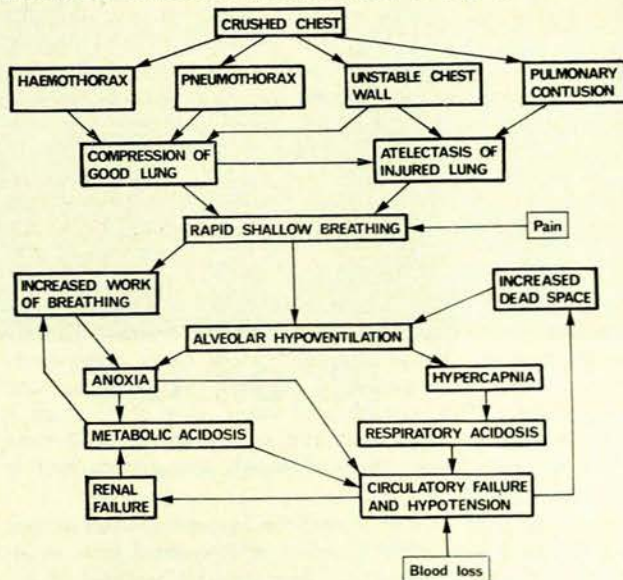 CRUSHED CHEST
HAEMOTHORAX
PNEUMOTHORAX
UNSTABLE CHEST
WALL
PULMONARY
CONTUSION
COMPRESSION OF
GOOD LUNG
ATELECTASIS OF
INJURED LUNG
RAPID SHALLOW BREATHING
Pain
INCREASED WORK
OF BREATHING
INCREASED
DEAD SPACE
ALVEOLAR HYPOVENTILATION
ANOXIA
HYPERCAPNIA
METABOLIC ACIDOSIS
RESPIRATORY ACIDOSIS
RENAL
FAILURE
CIRCULATORY FAILURE
AND HYPOTENSION
Blood loss